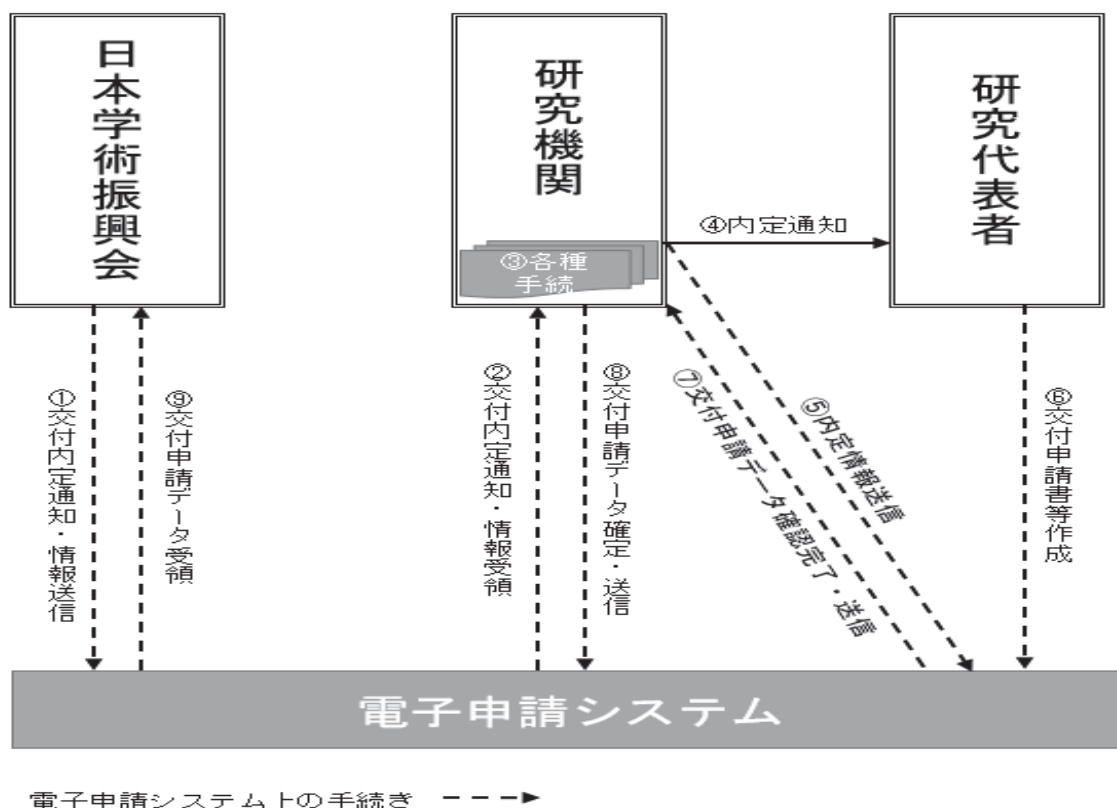 日本学術振興会
研究機関
研究代表者
③各種
手続
④内定通知
①交付内定通知・情報送信
⑨交付申請データ受領
②交付内定通知・情報受領
⑧交付申請データ確定・送信
⑦交付申請データ確認完了・送信
⑤内定情報送信
⑥交付申請書等作成
電子申請システム
電子申請システム上の手続き